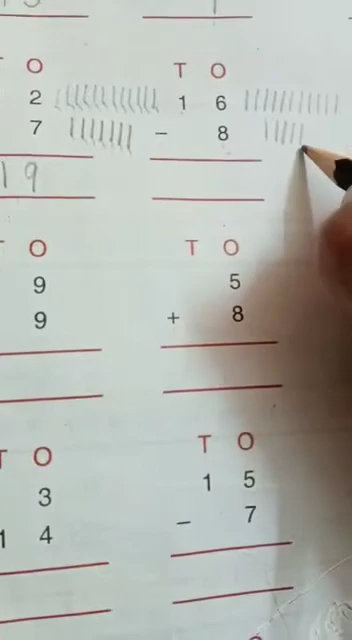 O T O
2 1 6
7 - 8
19
T O T O
9 5
9 + 8
T O T O
3 1 5
1 4 - 7